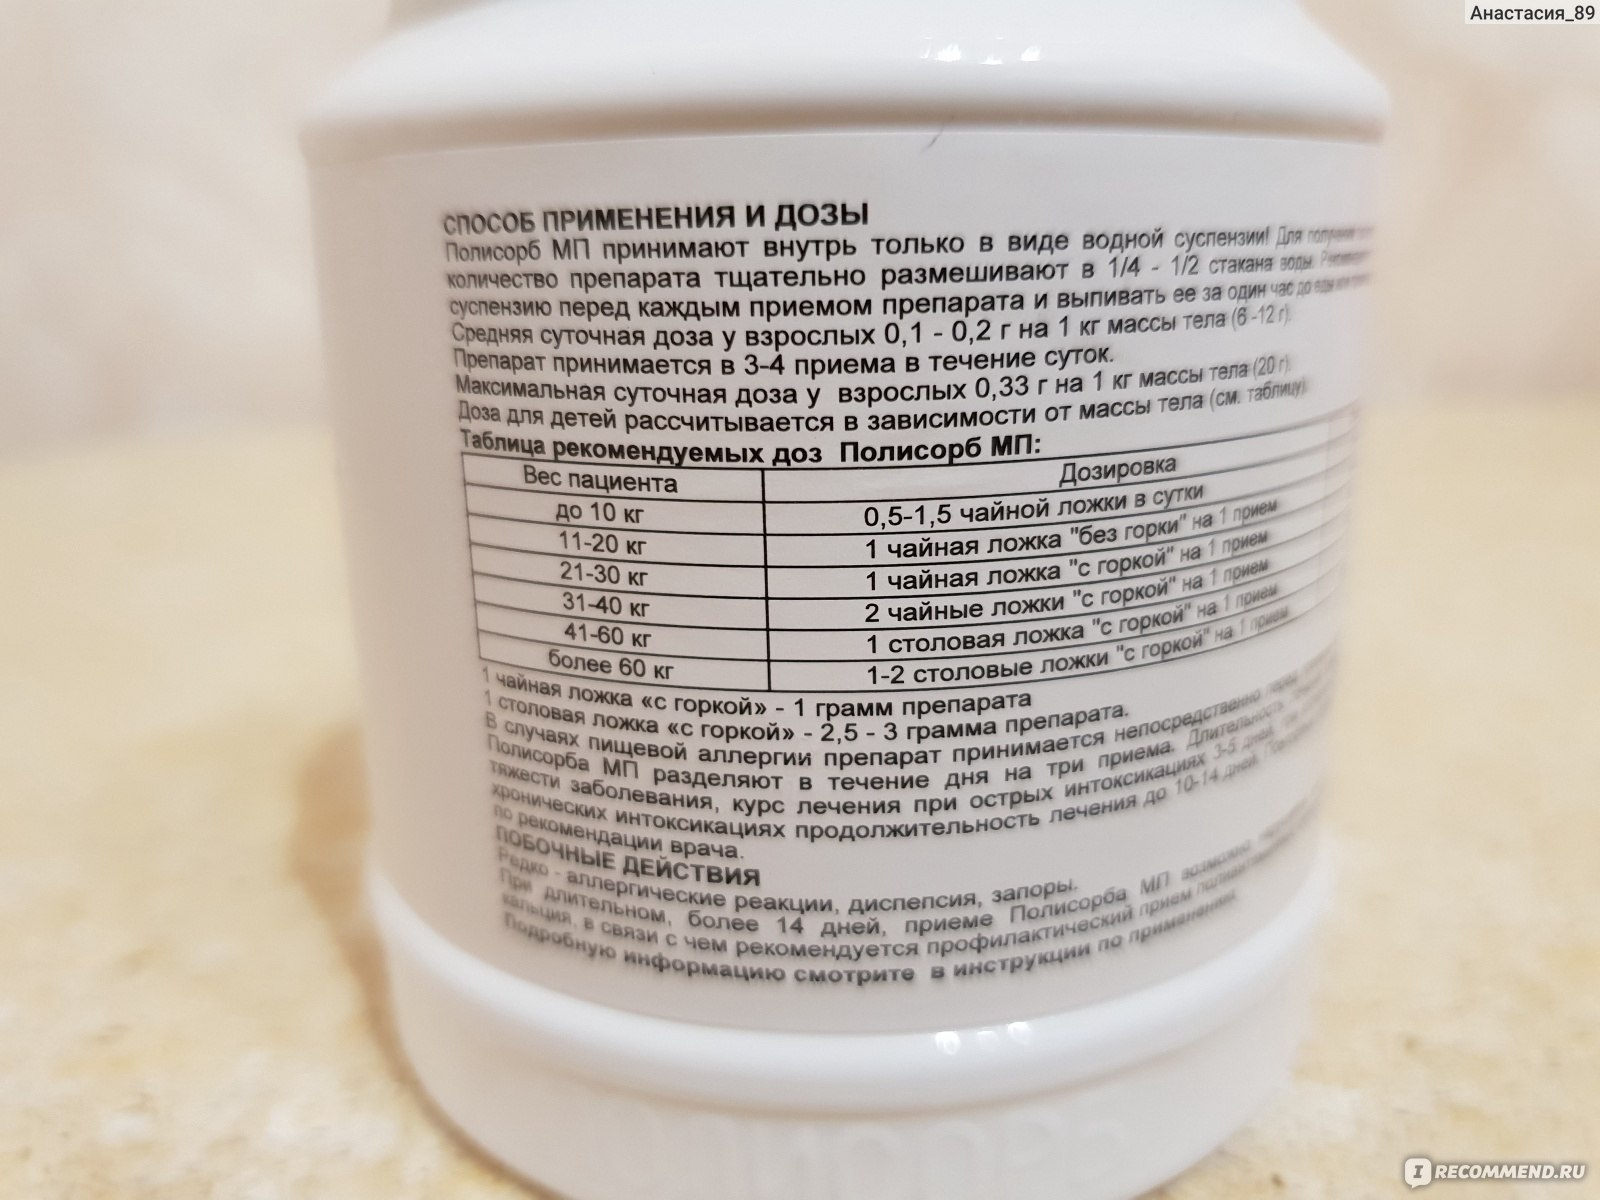 Анастасия_89
СПОСОБ ПРИМЕНЕНИЯ И ДОЗЫ
Полисорб МП принимают внутрь только в виде водной суспензии! Для
количество препарата тщательно размешивают в 1/4 - 1/2 стакана воды.
суспензию перед каждым приемом препарата и выпивать ее за один час до еды
Средняя суточная доза у взрослых 0,1 - 0,2 г на 1 кг массы тела (6 -12 г).
Препарат принимается в 3-4 приема в течение суток.
Максимальная суточная доза у взрослых 0,33 г на 1 кг массы тела (20 г).
Доза для детей рассчитывается в зависимости от массы тела (см. таблицу).
Таблица рекомендуемых доз Полисорб МП:
Вес пациента Дозировка
до 10 кг 0,5-1,5 чайной ложки в сутки
11-20 кг 1 чайная ложка "без горки" на 1 прием
21-30 кг 1 чайная ложка "с горкой" на 1 прием
31-40 кг 2 чайные ложки "с горкой" на 1 прием
41-60 кг 1 столовая ложка "с горкой" на 1 прием
более 60 кг 1-2 столовые ложки "с горкой" на 1 прием
1 чайная ложка «с горкой» - 1 грамм препарата
1 столовая ложка «с горкой» - 2,5 - 3 грамма препарата.
В случаях пищевой аллергии препарат принимается непосредственно перед
Полисорба МП разделяют в течение дня на три приема. Длительность
тяжести заболевания, курс лечения при острых интоксикациях 3-5 дней,
хронических интоксикациях продолжительность лечения до 10-14 дней.
по рекомендации врача.
ПОБОЧНЫЕ ДЕЙСТВИЯ
Редко - аллергические реакции, диспепсия, запоры.
При длительном, более 14 дней, приеме Полисорба МП возможно
кальция, в связи с чем рекомендуется профилактический прием
Подробную информацию смотрите в инструкции по применению.
IRECOMMEND.RU